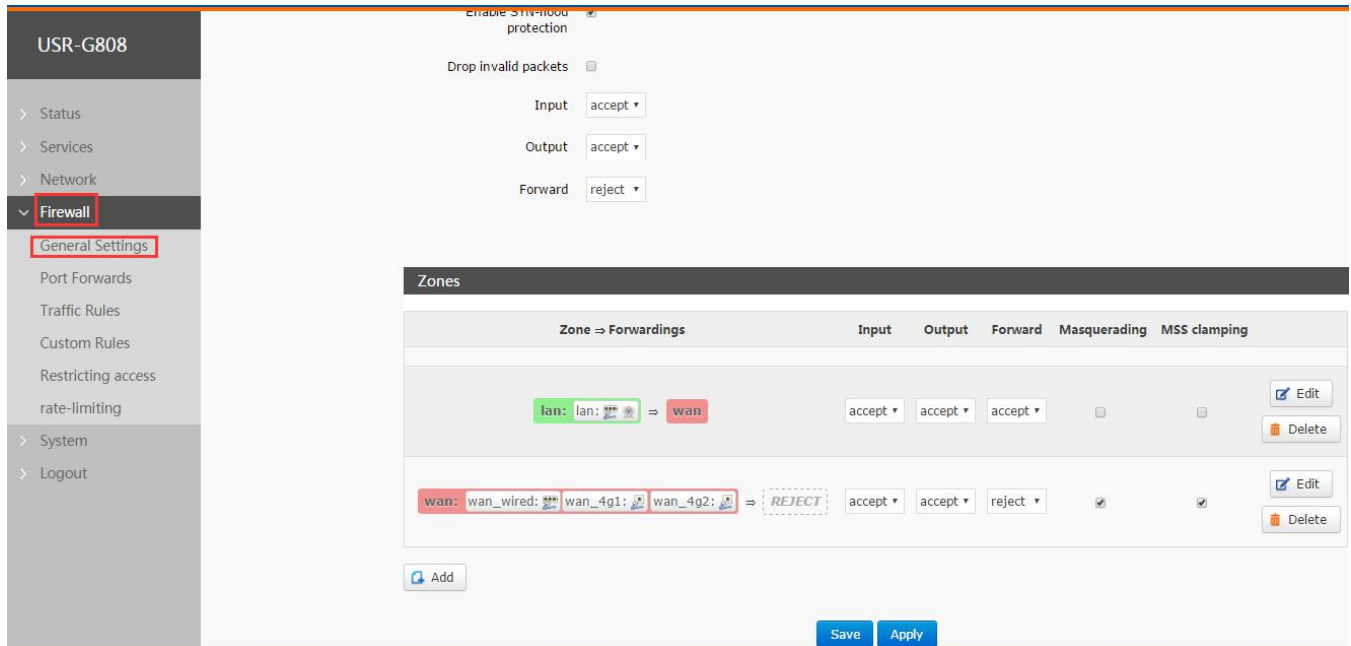 Enable SYN-flood
protection
USR-G808
Drop invalid packets
Input accept
Output accept
Forward reject
Status
Services
Network
Firewall
General Settings
Port Forwards
Traffic Rules
Custom Rules
Restricting access
rate-limiting
System
Logout
Zones
Zone ⇒ Forwardings Input Output Forward Masquerading MSS clamping
lan: lan: ⇒ wan accept accept accept Edit
Delete
wan: wan_wired: wan_4g1: wan_4g2: ⇒ REJECT accept accept reject Edit
Delete
Add
Save Apply